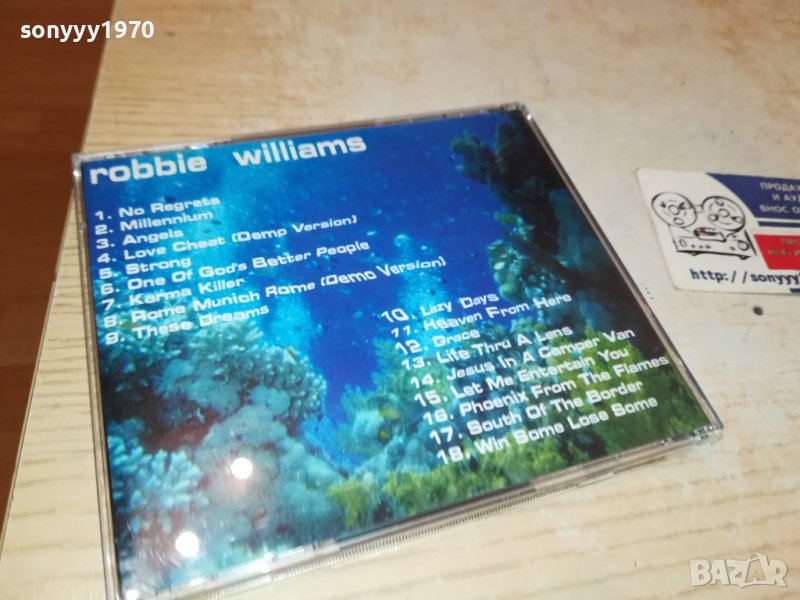 sonyyy1970
robbie williams
1. No Regrets
2. Millennium
3. Angels
4. Love Cheat (Demo Version)
5. Strong
6. One Of God's Better People
7. Karma Killer
8. Rome Munich Rome (Demo Version)
9. These Dreams
10. Lazy Days
11. Heaven From Here
12. Grace
13. Life Thru A Lens
14. Jesus In A Camper Van
15. Let Me Entertain You
16. Phoenix From The Flames
17. South Of The Border
18. Win Some Lose Some
И АУ
ВНОС О
http://sonyyy
BAZAR